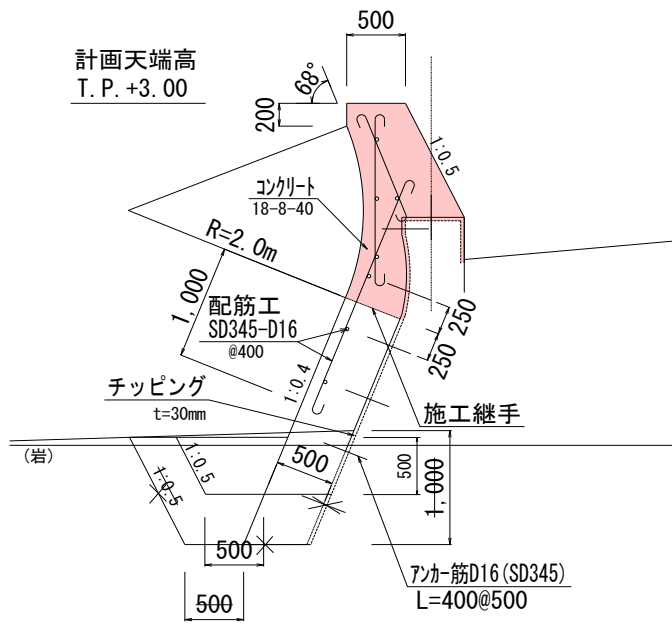 500
計画天端高
T.P.+3.00
68°
200
1:0.5
コンクリート
18-8-40
R=2.0m
1,000
配筋工
SD345-D16
@400
250
250
1:0.4
チッピング
t=30mm
施工継手
(岩)
1:0.5
1:0.5
500
500
1,000
500
500
アンカー筋D16(SD345)
L=400@500